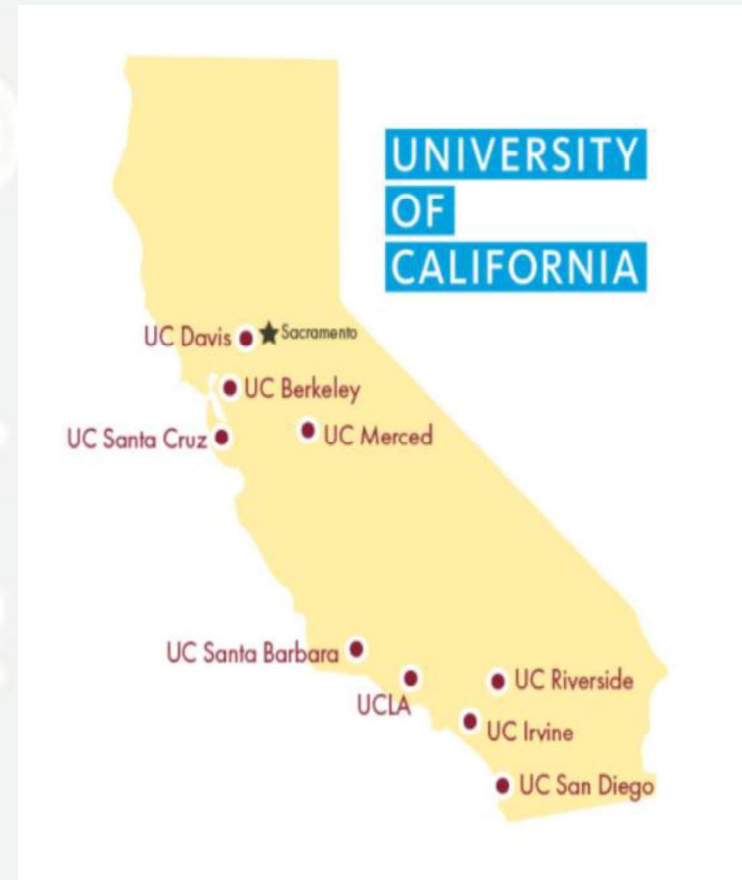 UNIVERSITY
OF
CALIFORNIA
UC Davis
Sacramento
UC Berkeley
UC Santa Cruz
UC Merced
UC Santa Barbara
UCLA
UC Riverside
UC Irvine
UC San Diego